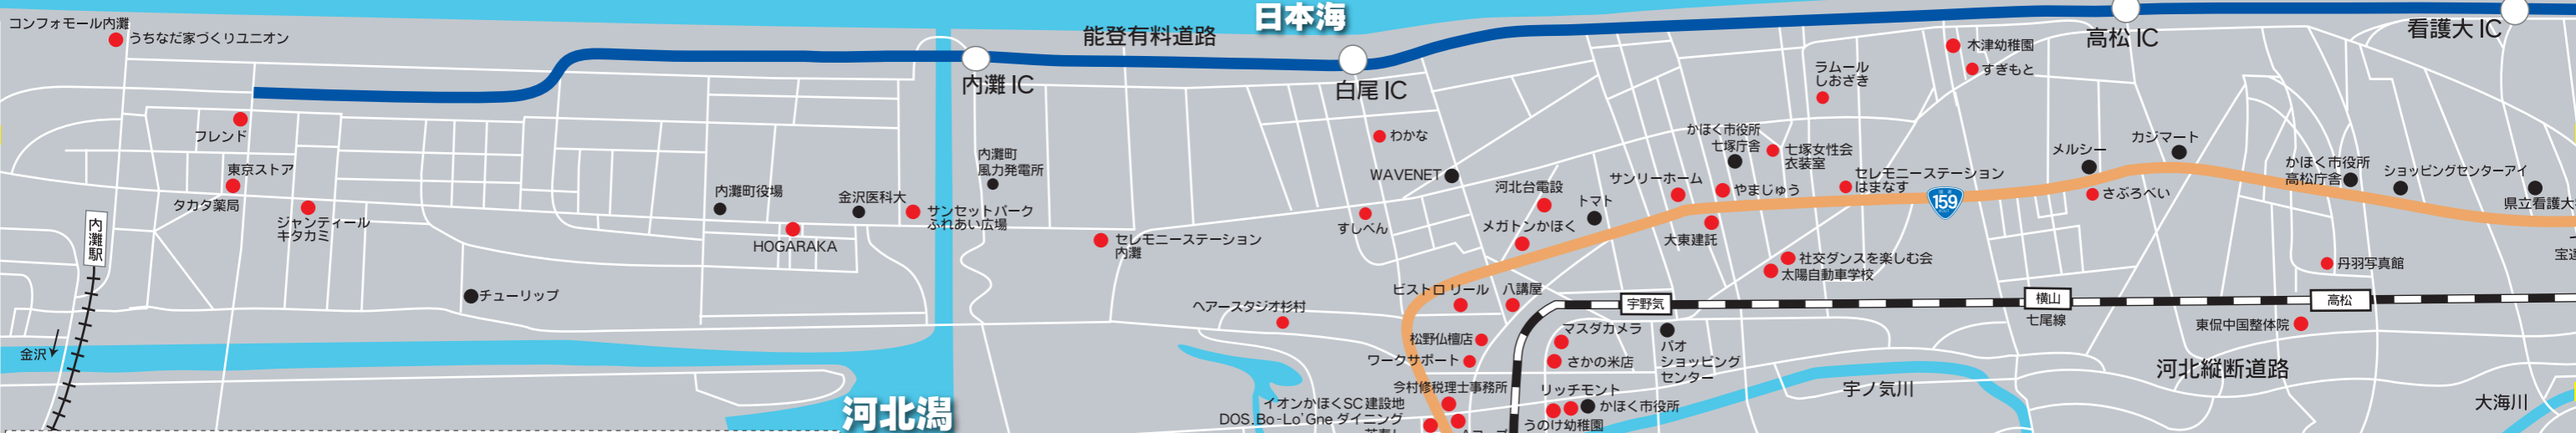 日本海
コンフォモール内灘
うちなだ家づくりユニオン
能登有料道路
内灘 IC
白尾 IC
高松 IC
看護大 IC
木津幼稚園
すぎもと
ラムール
しおざき
フレンド
東京ストア
タカタ薬局
ジャンティール
キタカミ
内灘駅
金沢
チューリップ
内灘町役場
HOGARAKA
金沢医科大
サンセットパーク
ふれあい広場
内灘町
風力発電所
セレモニーステーション
内灘
わかな
WAVENET
すしべん
河北台電設
メガトンかほく
トマト
サンリーホーム
かほく市役所
七塚庁舎
七塚女性会
衣装室
やまじゅう
大東建託
セレモニーステーション
はまなす
159
メルシー
さぶろべい
カジマート
かほく市役所
高松庁舎
ショッピングセンターアイ
県立看護大
社交ダンスを楽しむ会
太陽自動車学校
丹羽写真館
ビストロ リール
八講屋
宇野気
横山
七尾線
高松
東侃中国整体院
ヘアースタジオ杉村
松野仏檀店
ワークサポート
マスダカメラ
さかの米店
パオ
ショッピング
センター
今村修税理士事務所
イオンかほくSC 建設地
DOS.Bo-Lo'Gne ダイニング
リッチモント
かほく市役所
うのけ幼稚園
宇ノ気川
河北縦断道路
大海川
河北潟